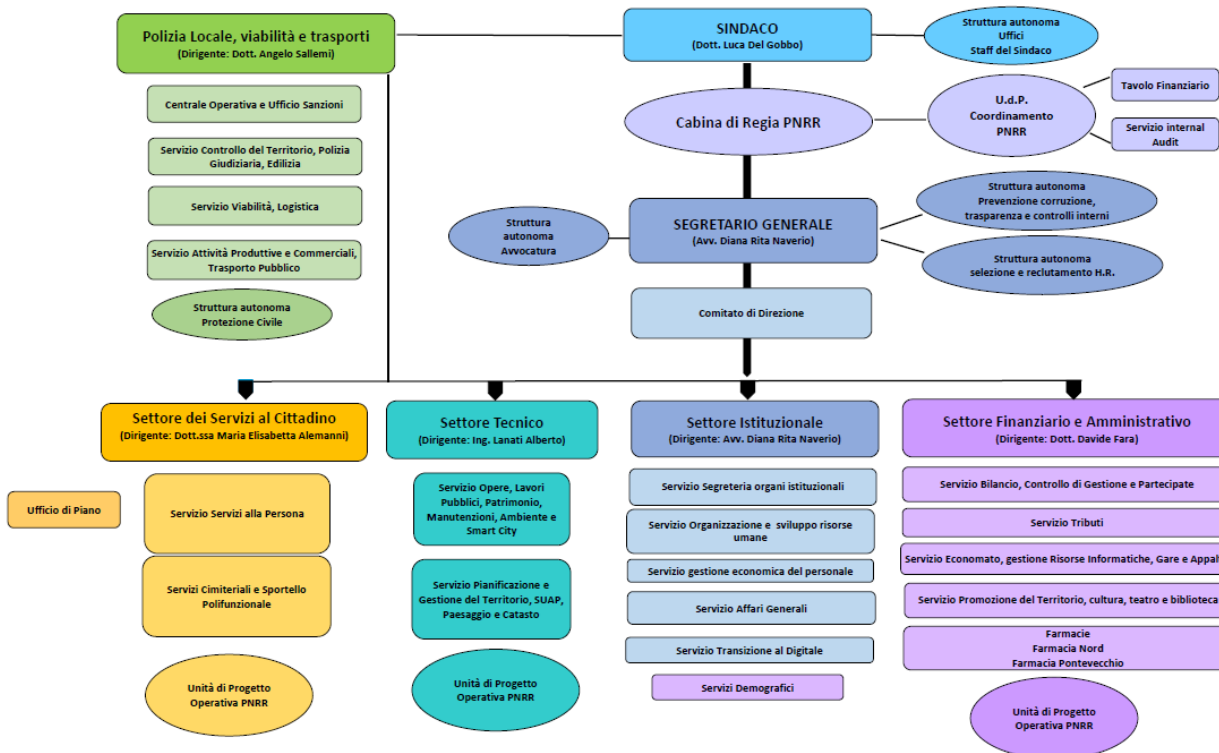 Polizia Locale, viabilità e trasporti
(Dirigente: Dott. Angelo Sallemi)
SINDACO
(Dott. Luca Del Gobbo)
Struttura autonoma
Uffici
Staff del Sindaco
Centrale Operativa e Ufficio Sanzioni
Servizio Controllo del Territorio, Polizia
Giudiziaria, Edilizia
Servizio Viabilità, Logistica
Servizio Attività Produttive e Commerciali,
Trasporto Pubblico
Struttura autonoma
Protezione Civile
Cabina di Regia PNRR
U.d.P.
Coordinamento
PNRR
Tavolo Finanziario
Servizio internal
Audit
Struttura
autonoma
Avvocatura
SEGRETARIO GENERALE
(Avv. Diana Rita Naverio)
Struttura autonoma
Prevenzione corruzione,
trasparenza e controlli interni
Struttura autonoma
selezione e reclutamento H.R.
Comitato di Direzione
Settore dei Servizi al Cittadino
(Dirigente: Dott.ssa Maria Elisabetta Alemanni)
Ufficio di Piano
Servizio Servizi alla Persona
Servizi Cimiteriali e Sportello
Polifunzionale
Unità di Progetto
Operativa PNRR
Settore Tecnico
(Dirigente: Ing. Lanati Alberto)
Servizio Opere, Lavori
Pubblici, Patrimonio,
Manutenzioni, Ambiente e
Smart City
Servizio Pianificazione e
Gestione del Territorio, SUAP,
Paesaggio e Catasto
Unità di Progetto
Operativa PNRR
Settore Istituzionale
(Dirigente: Avv. Diana Rita Naverio)
Servizio Segreteria organi istituzionali
Servizio Organizzazione e sviluppo risorse
umane
Servizio gestione economica del personale
Servizio Affari Generali
Servizio Transizione al Digitale
Servizi Demografici
Settore Finanziario e Amministrativo
(Dirigente: Dott. Davide Fara)
Servizio Bilancio, Controllo di Gestione e Partecipate
Servizio Tributi
Servizio Economato, gestione Risorse Informatiche, Gare e Appalt
Servizio Promozione del Territorio, cultura, teatro e biblioteca
Farmacie
Farmacia Nord
Farmacia Pontevecchio
Unità di Progetto
Operativa PNRR